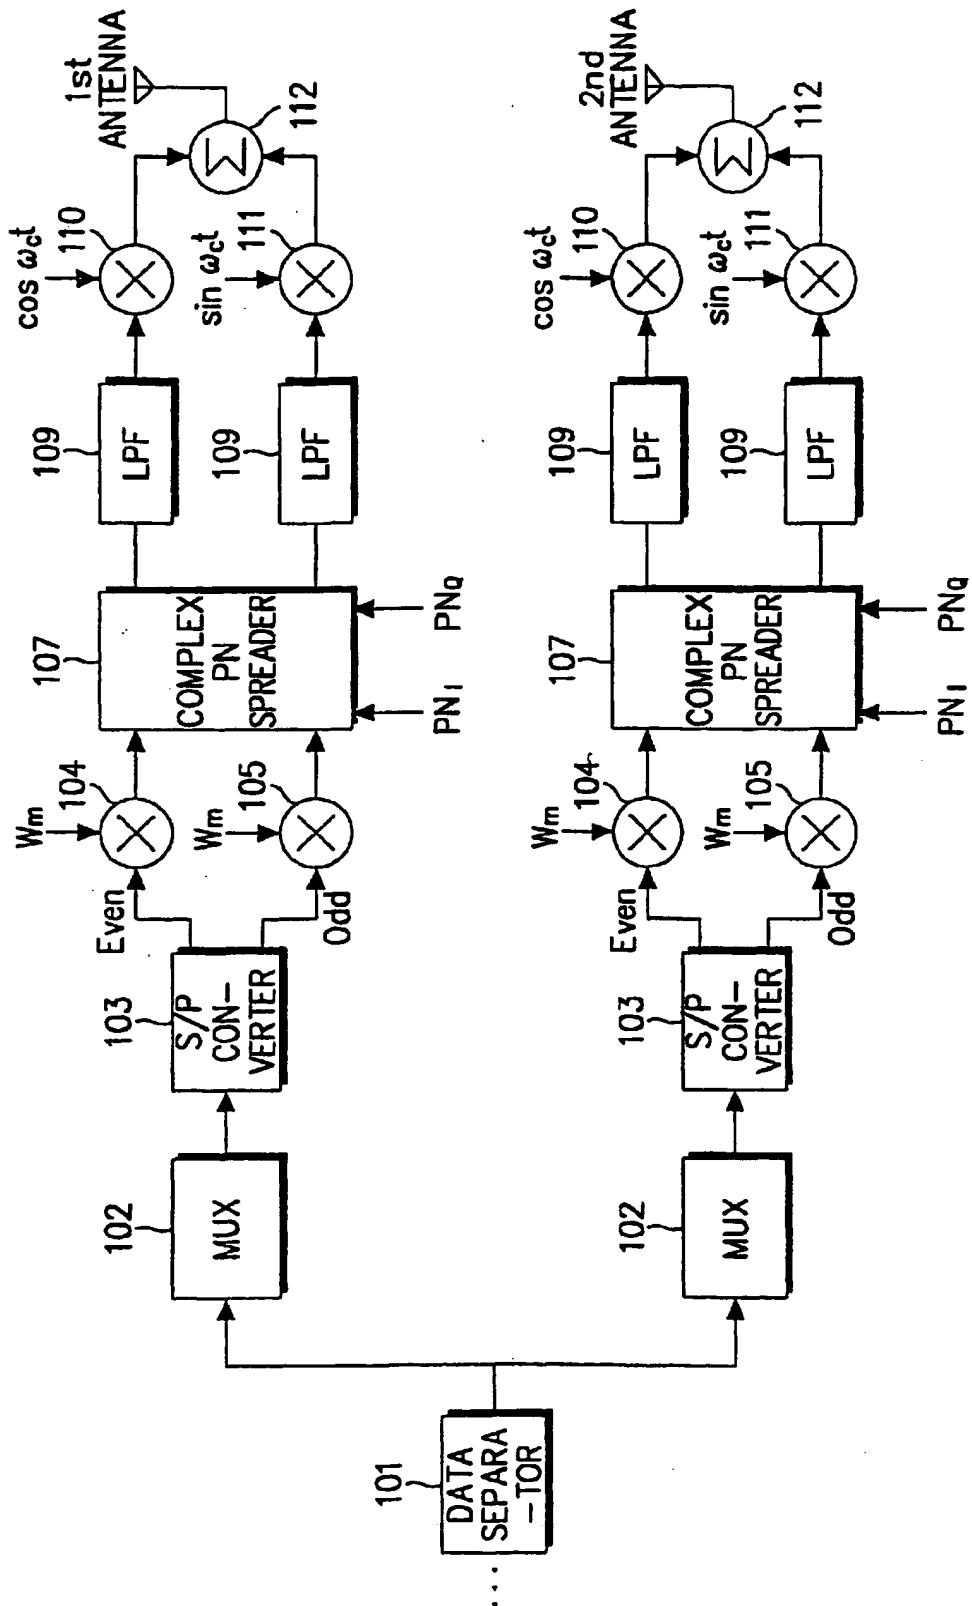 101
DATA
SEPARA
-TOR
...
102
MUX
103
S/P
CON-
VERTER
Even
Odd
Wm
104
Wm
105
107
COMPLEX
PN
SPREADER
PNI
PNQ
109
LPF
109
LPF
cos ωct
110
sin ωct
111
1st
ANTENNA
Σ
112
102
MUX
103
S/P
CON-
VERTER
Even
Odd
Wm
104
Wm
105
107
COMPLEX
PN
SPREADER
PNI
PNQ
109
LPF
109
LPF
cos ωct
110
sin ωct
111
2nd
ANTENNA
Σ
112